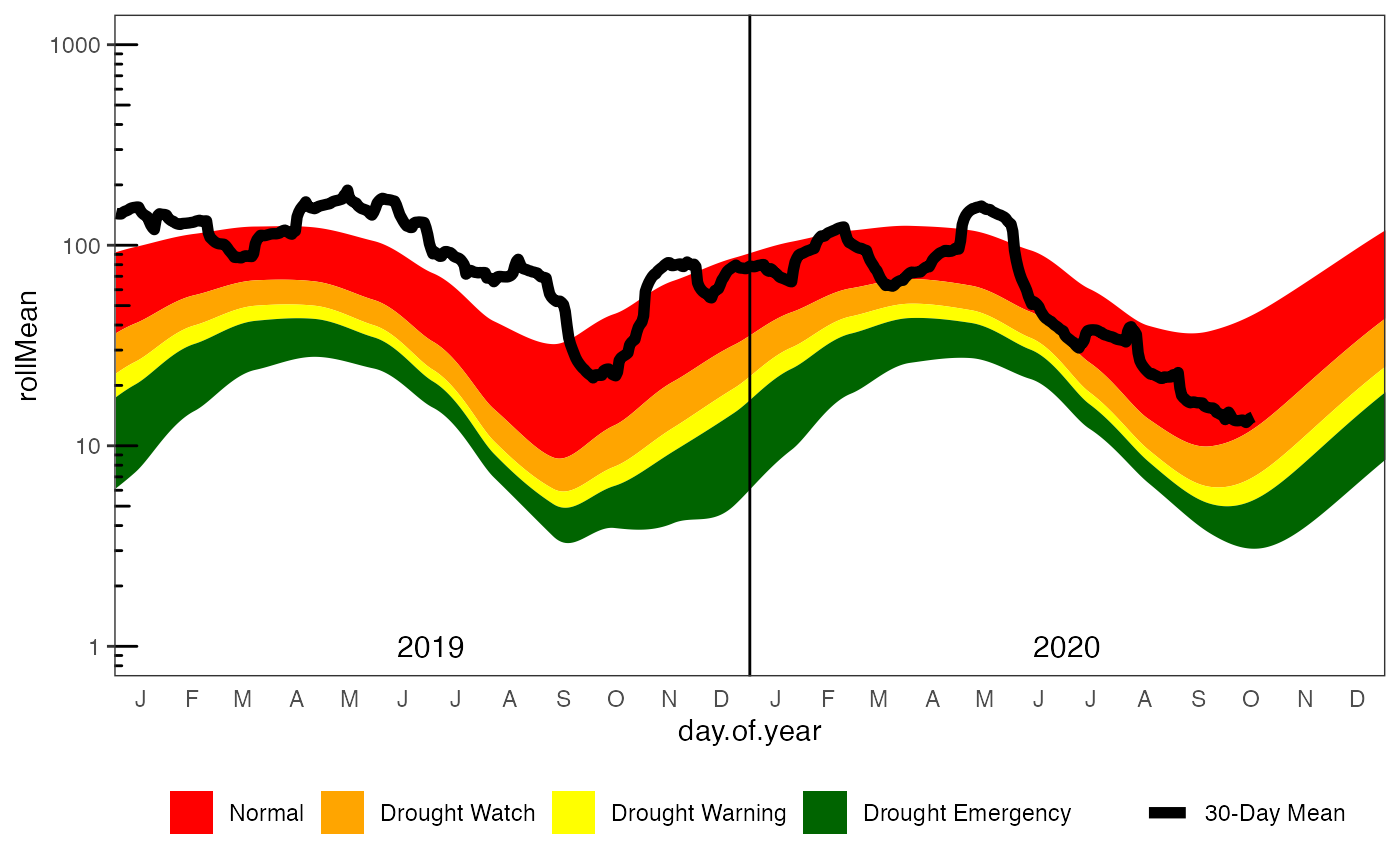 1000
100
10
1
rollMean
2019 2020
J F M A M J J A S O N D J F M A M J J A S O N D
day.of.year
Normal Drought Watch Drought Warning Drought Emergency 30-Day Mean